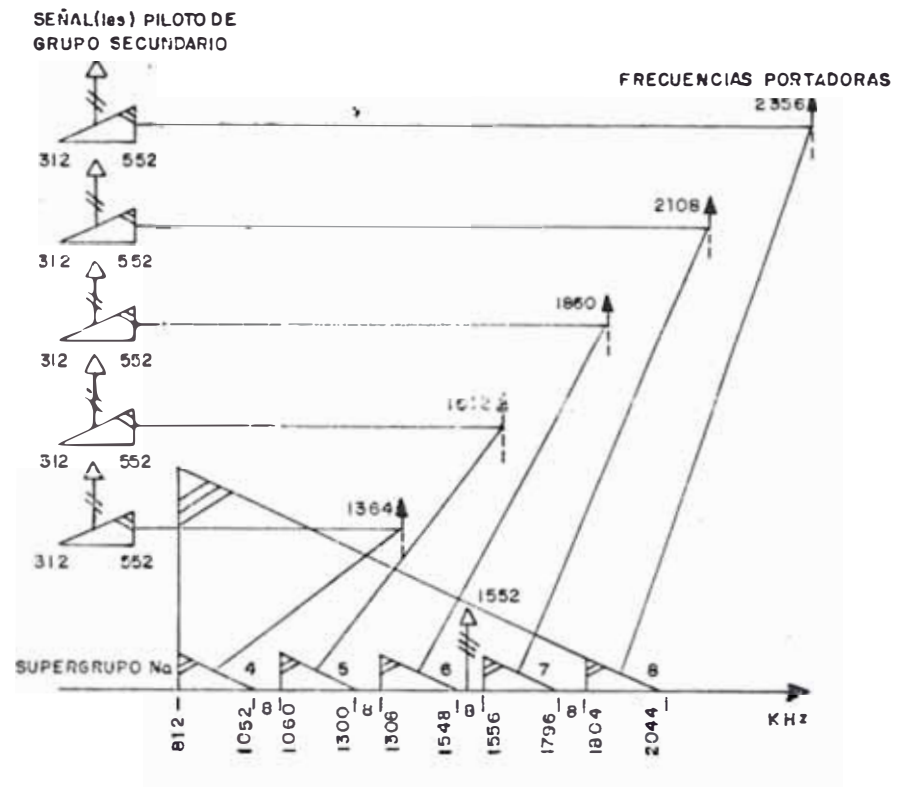 SEÑAL(les) PILOTO DE
GRUPO SECUNDARIO
FRECUENCIAS PORTADORAS
2356
312 552
2108
312 552
1860
312 552
312 552
1364
312 552
1552
SUPERGRUPO No 4 5 6 7 8
812 1052 8 1060 1300 8 1308 1548 8 1556 1796 8 1804 2044
KHz